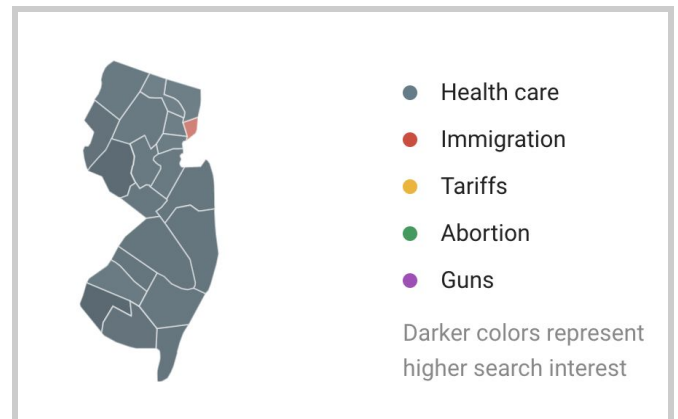 Health care
Immigration
Tariffs
Abortion
Guns
Darker colors represent
higher search interest